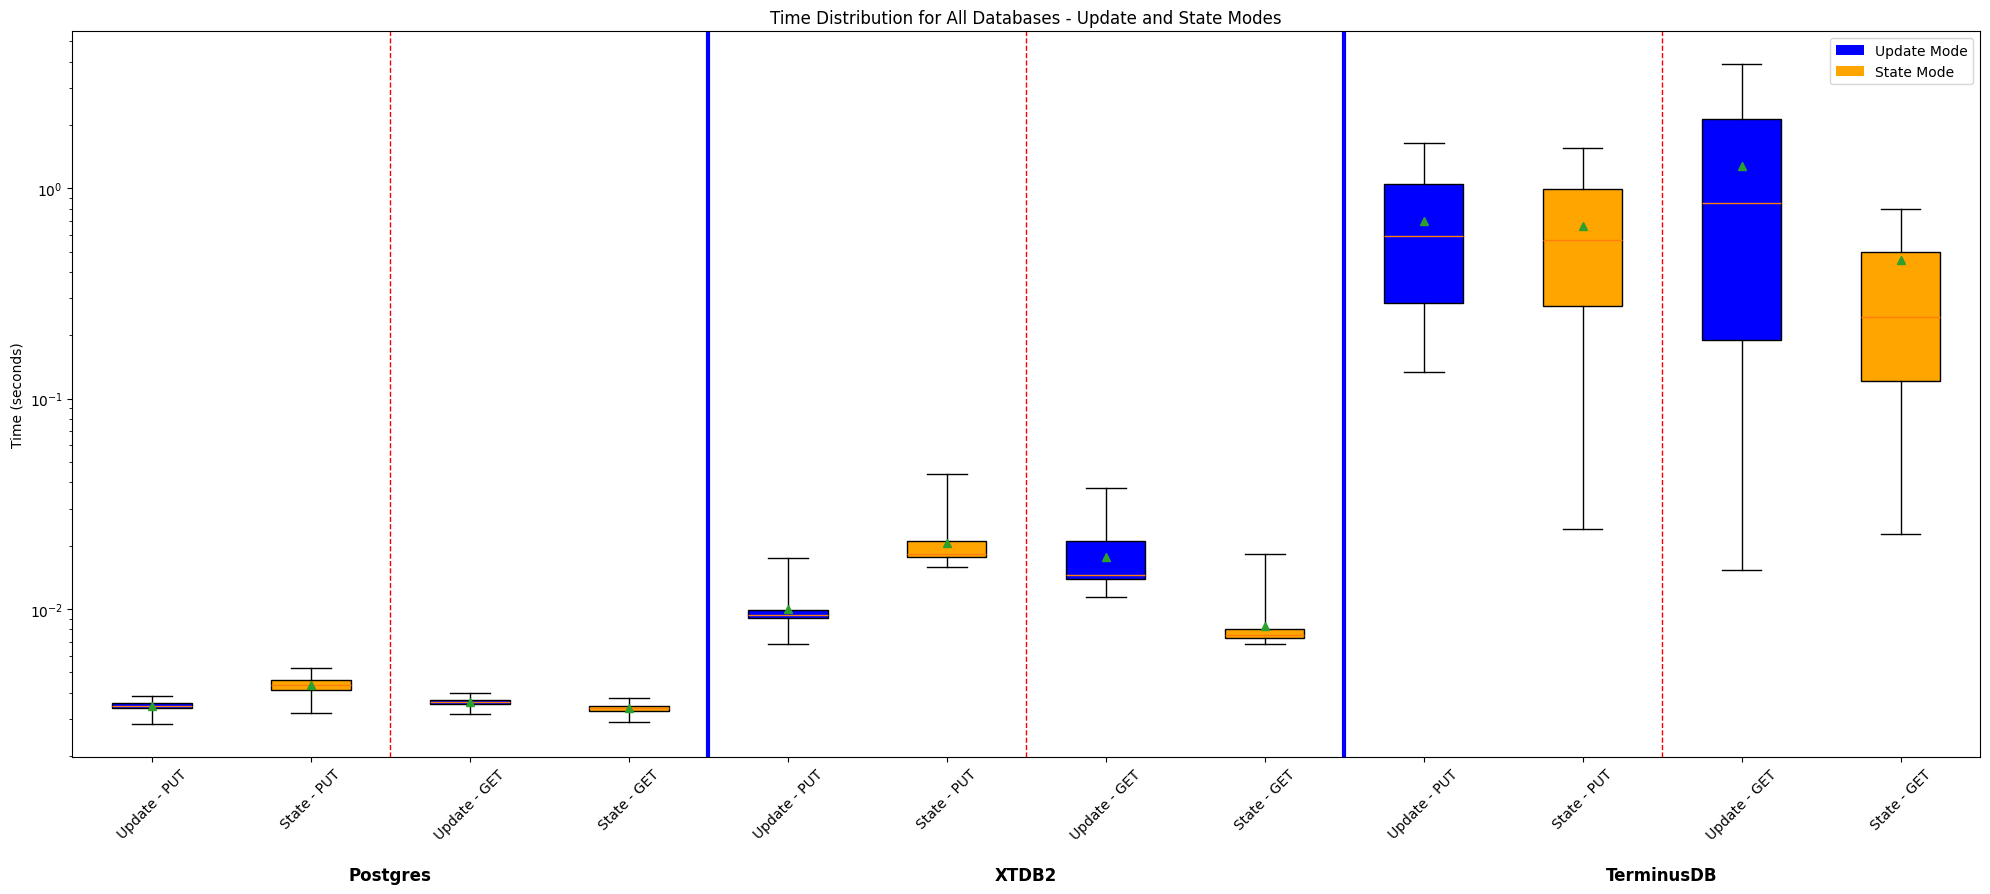 Time Distribution for All Databases - Update and State Modes
Update Mode
State Mode
Time (seconds)
10⁰
10⁻¹
10⁻²
Update - PUT
State - PUT
Update - GET
State - GET
Update - PUT
State - PUT
Update - GET
State - GET
Update - PUT
State - PUT
Update - GET
State - GET
Postgres
XTDB2
TerminusDB